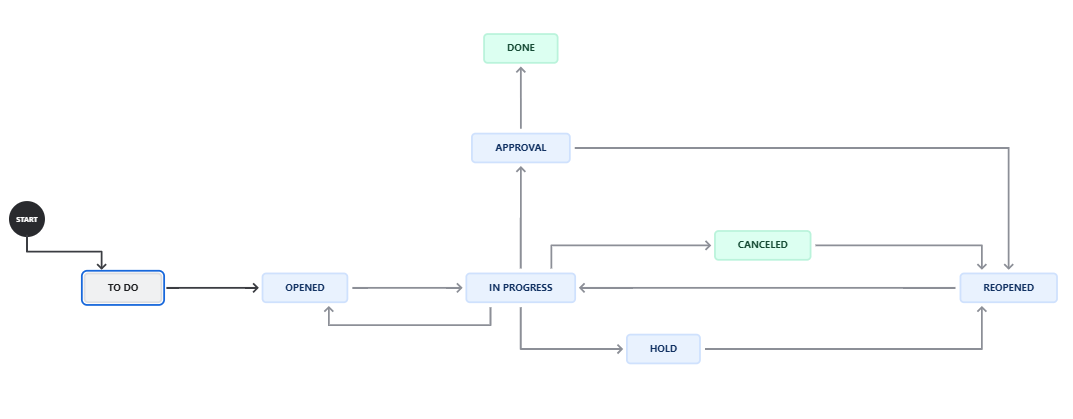 DONE
APPROVAL
START
CANCELED
TO DO
OPENED
IN PROGRESS
REOPENED
HOLD